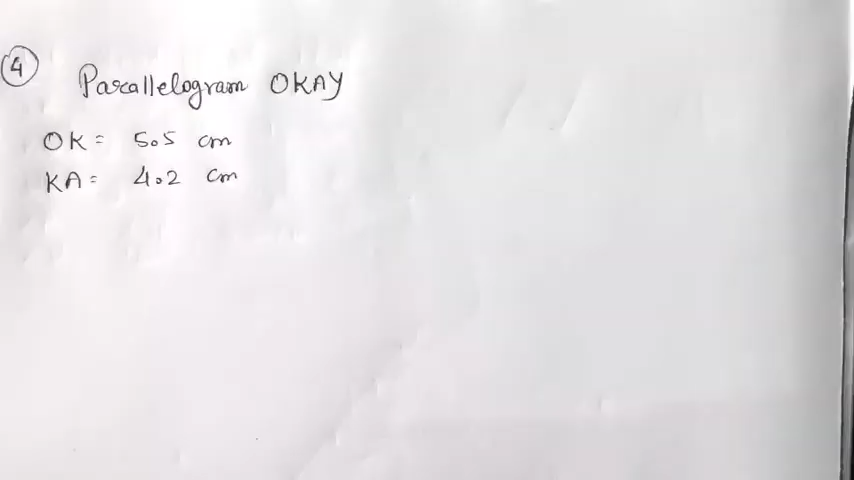 4 Parallelogram OKAY
OK = 5.5 cm
KA = 4.2 cm